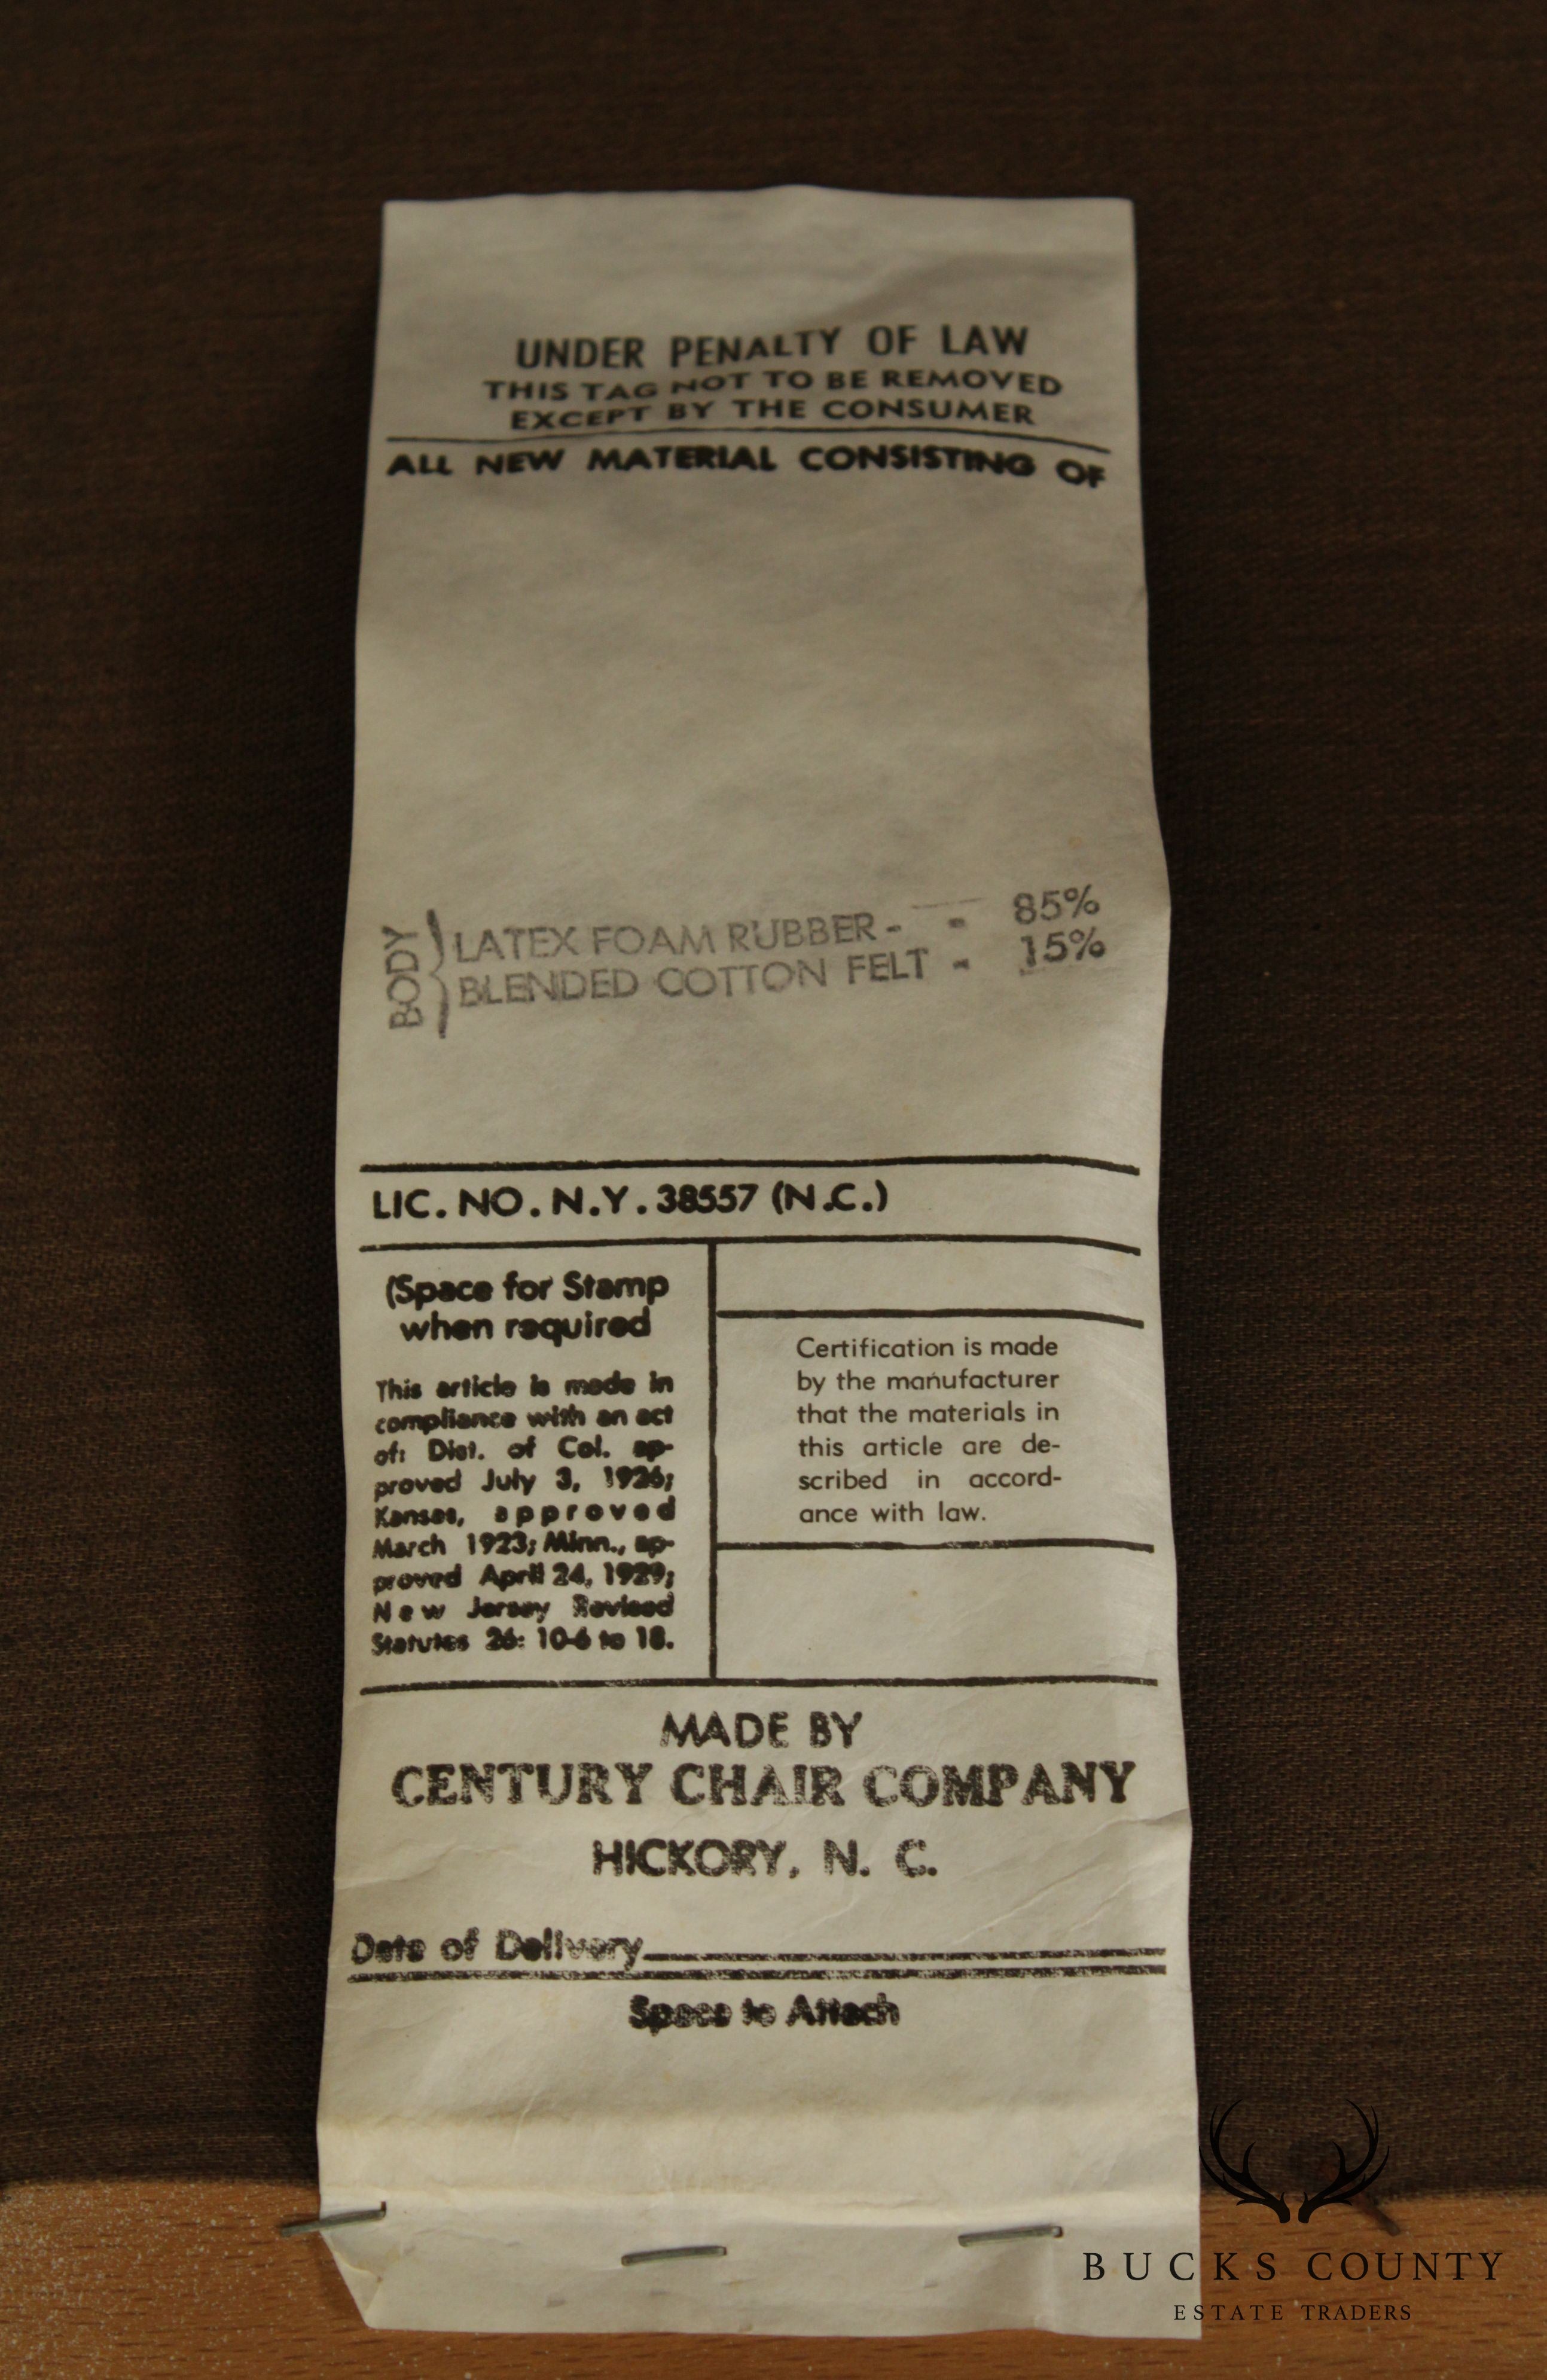 UNDER PENALTY OF LAW
THIS TAG NOT TO BE REMOVED
EXCEPT BY THE CONSUMER
ALL NEW MATERIAL CONSISTING OF
BODY
LATEX FOAM RUBBER - - 85%
BLENDED COTTON FELT - 15%
LIC. NO. N.Y. 38557 (N.C.)
(Space for Stamp
when required
This article is made in
compliance with an act
of: Dist. of Col. ap-
proved July 3, 1926;
Kansas, approved
March 1923; Minn., ap-
proved April 24, 1929;
New Jersey Revised
Statutes 26: 10-6 to 18.
Certification is made
by the manufacturer
that the materials in
this article are de-
scribed in accord-
ance with law.
MADE BY
CENTURY CHAIR COMPANY
HICKORY, N. C.
Date of Delivery
Space to Attach
BUCKS COUNTY
ESTATE TRADERS